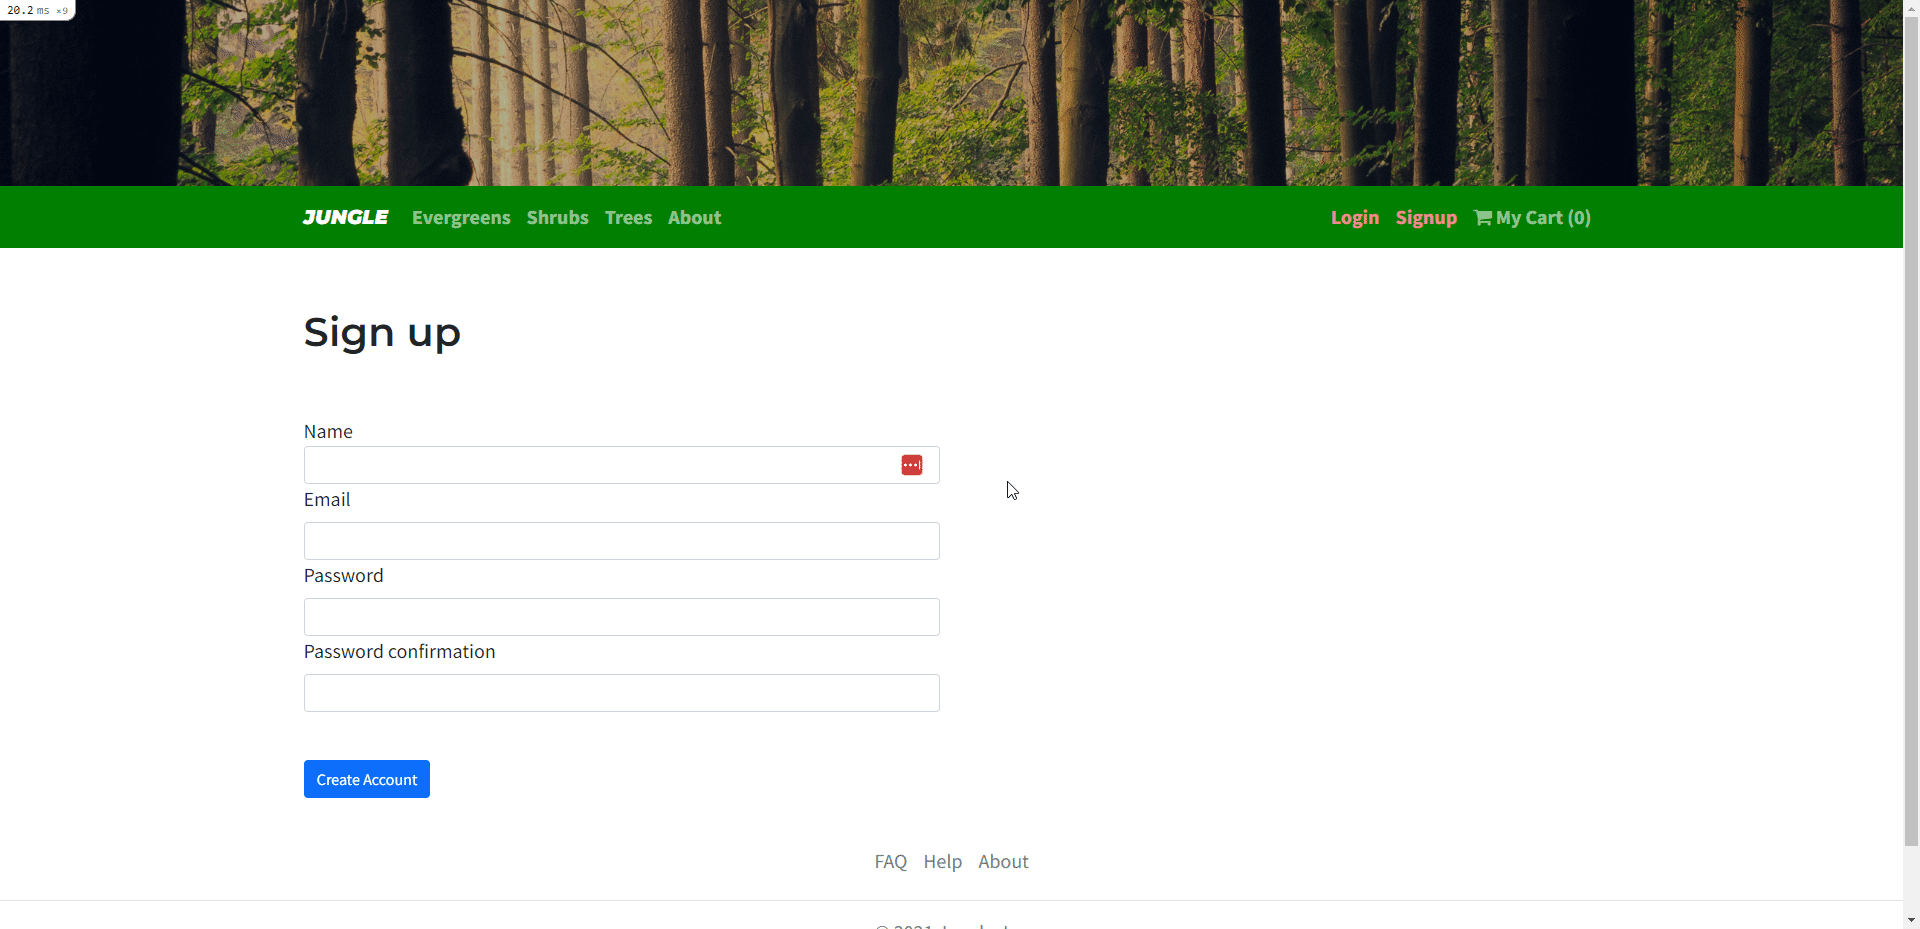 20.2 ms ×9
JUNGLE Evergreens Shrubs Trees About Login Signup My Cart (0)
Sign up
Name
Email
Password
Password confirmation
Create Account
FAQ Help About